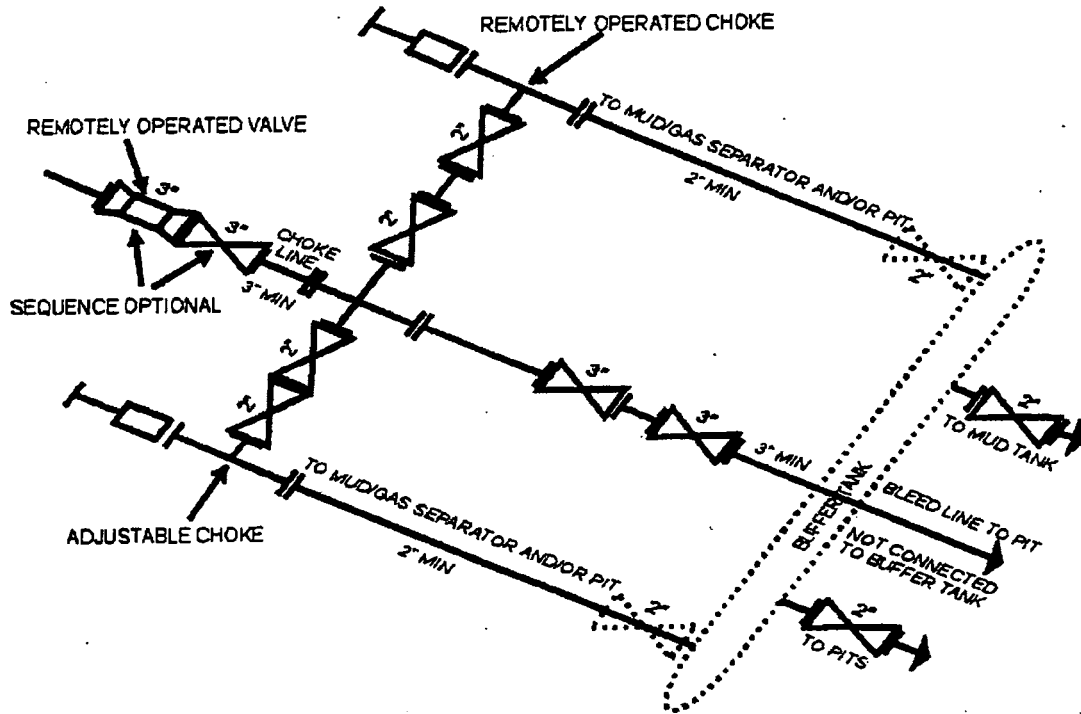 REMOTELY OPERATED CHOKE
REMOTELY OPERATED VALVE
TO MUD/GAS SEPARATOR AND/OR PIT
2" MIN
2"
2"
3"
3"
CHOKE
LINE
3" MIN
SEQUENCE OPTIONAL
2"
2"
2"
3"
3"
3" MIN
2"
TO MUD TANK
BUFFER TANK
BLEED LINE TO PIT
NOT CONNECTED
TO BUFFER TANK
ADJUSTABLE CHOKE
TO MUD/GAS SEPARATOR AND/OR PIT
2" MIN
2"
2"
TO PITS